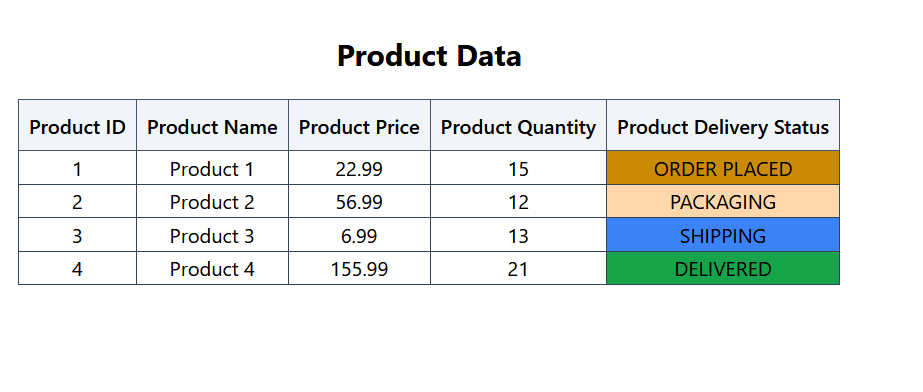 Product Data
Product ID Product Name Product Price Product Quantity Product Delivery Status
1 Product 1 22.99 15 ORDER PLACED
2 Product 2 56.99 12 PACKAGING
3 Product 3 6.99 13 SHIPPING
4 Product 4 155.99 21 DELIVERED